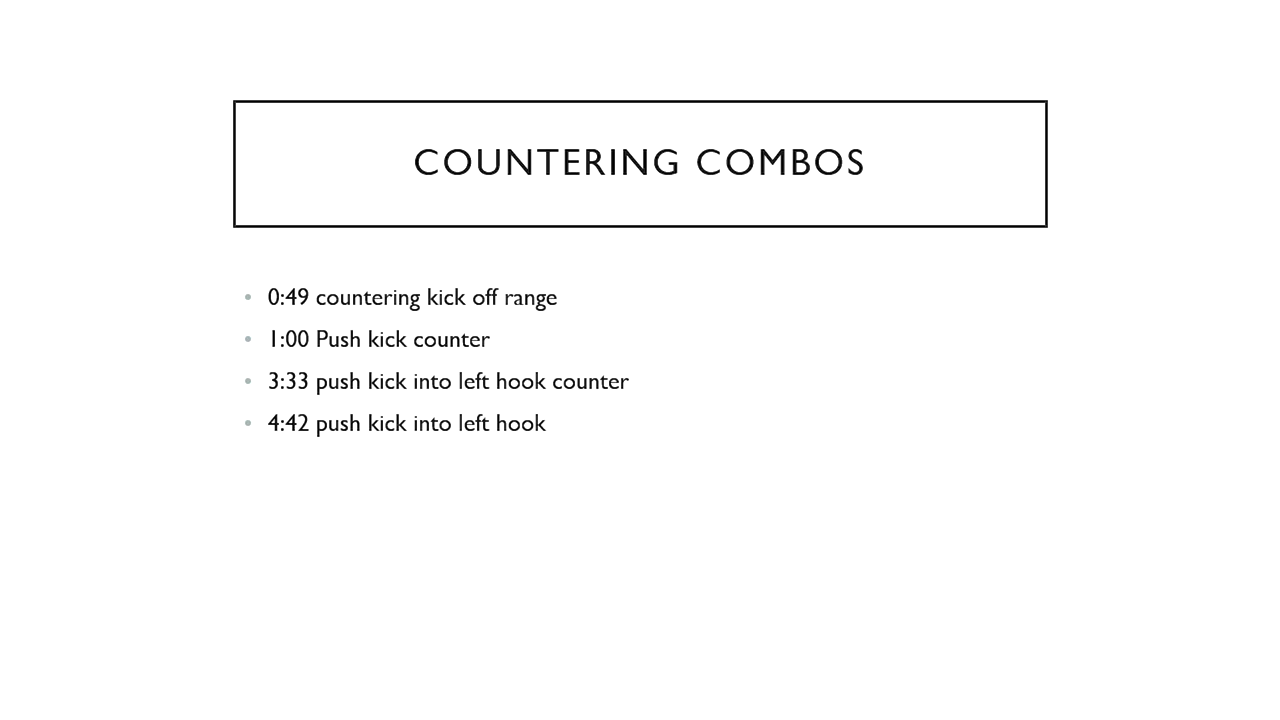 COUNTERING COMBOS
• 0:49 countering kick off range
• 1:00 Push kick counter
• 3:33 push kick into left hook counter
• 4:42 push kick into left hook